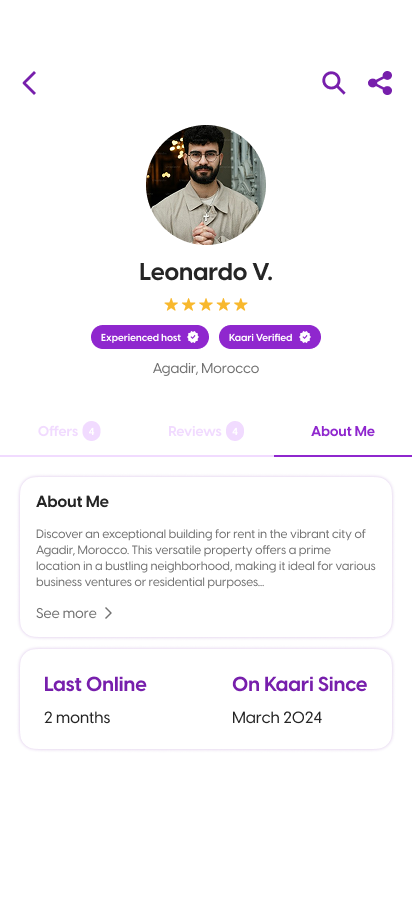 Leonardo V.
Experienced host
Kaari Verified
Agadir, Morocco
Offers 4
Reviews 4
About Me
About Me
Discover an exceptional building for rent in the vibrant city of
Agadir, Morocco. This versatile property offers a prime
location in a bustling neighborhood, making it ideal for various
business ventures or residential purposes...
See more
Last Online
On Kaari Since
2 months
March 2024